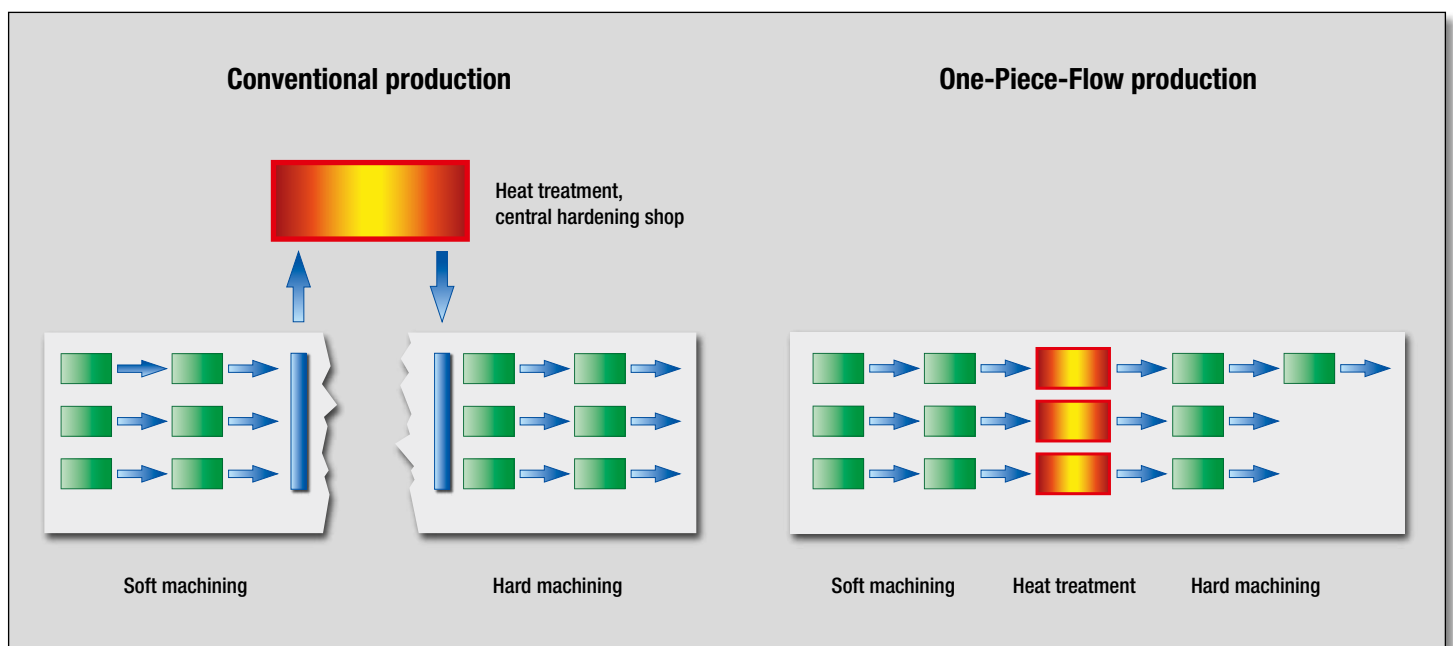 Conventional production
One-Piece-Flow production
Heat treatment,
central hardening shop
Soft machining
Hard machining
Soft machining
Heat treatment
Hard machining